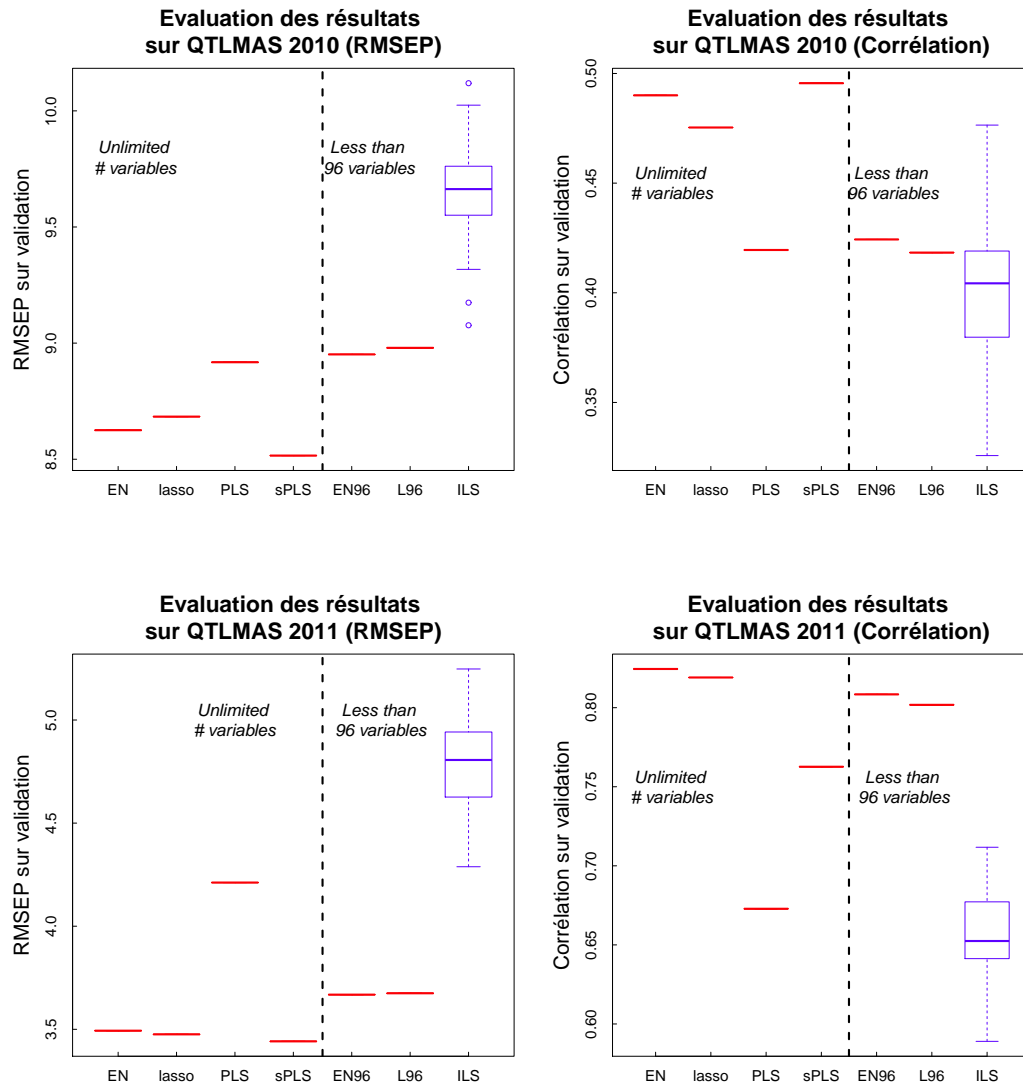 Evaluation des résultats
sur QTLMAS 2010 (RMSEP)
RMSEP sur validation
10.0
9.5
9.0
8.5
Unlimited
# variables
Less than
96 variables
EN lasso PLS sPLS EN96 L96 ILS
Evaluation des résultats
sur QTLMAS 2010 (Corrélation)
Corrélation sur validation
0.50
0.45
0.40
0.35
Unlimited
# variables
Less than
96 variables
EN lasso PLS sPLS EN96 L96 ILS
Evaluation des résultats
sur QTLMAS 2011 (RMSEP)
RMSEP sur validation
5.0
4.5
4.0
3.5
Unlimited
# variables
Less than
96 variables
EN lasso PLS sPLS EN96 L96 ILS
Evaluation des résultats
sur QTLMAS 2011 (Corrélation)
Corrélation sur validation
0.80
0.75
0.70
0.65
0.60
Unlimited
# variables
Less than
96 variables
EN lasso PLS sPLS EN96 L96 ILS